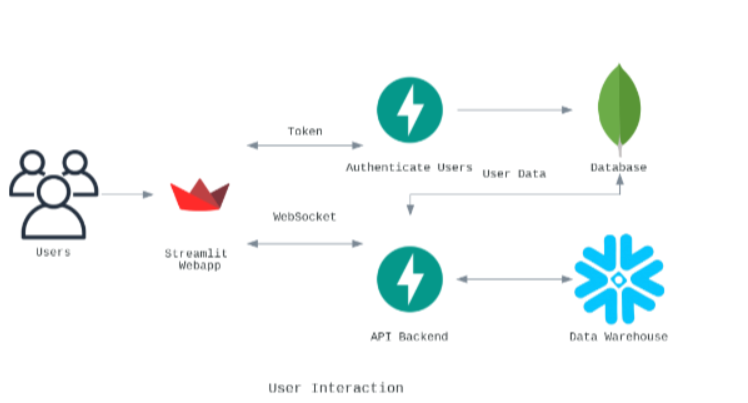 Token
Authenticate Users
User Data
Database
WebSocket
Users
Streamlit
Webapp
API Backend
Data Warehouse
User Interaction